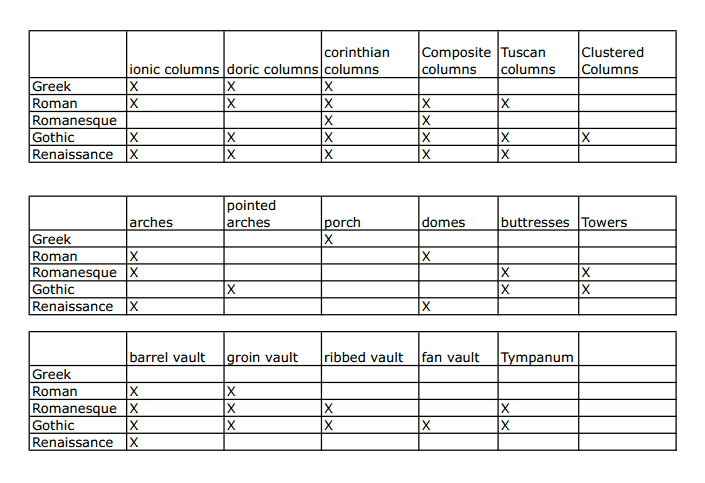 corinthian Composite Tuscan Clustered
ionic columns doric columns columns columns columns Columns
Greek X X X
Roman X X X X X
Romanesque X X
Gothic X X X X X X
Renaissance X X X X X
pointed
arches arches porch domes buttresses Towers
Greek X
Roman X X
Romanesque X X X
Gothic X X X
Renaissance X X
barrel vault groin vault ribbed vault fan vault Tympanum
Greek
Roman X X
Romanesque X X X X
Gothic X X X X X
Renaissance X